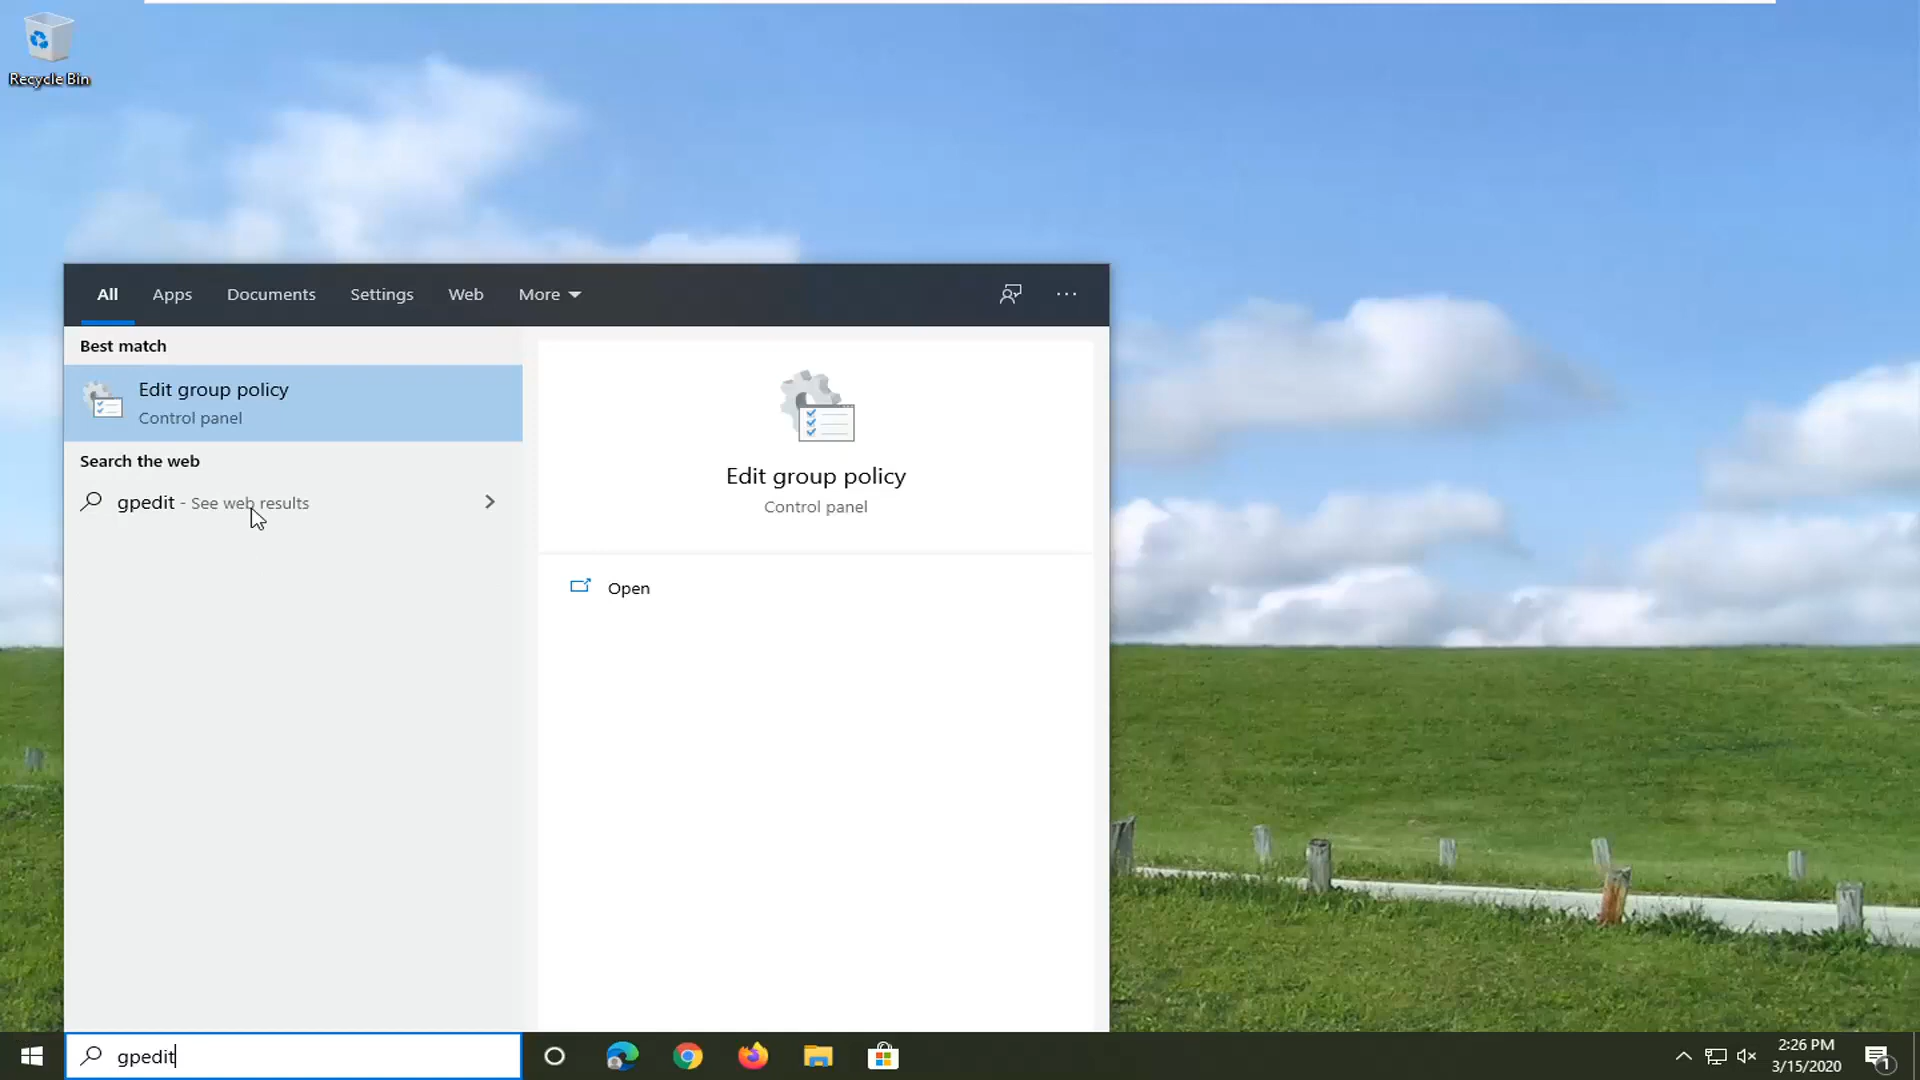 Recycle Bin
All Apps Documents Settings Web More
Best match
Edit group policy
Control panel
Search the web
gpedit - See web results
Edit group policy
Control panel
Open
gpedit
2:26 PM
3/15/2020
1